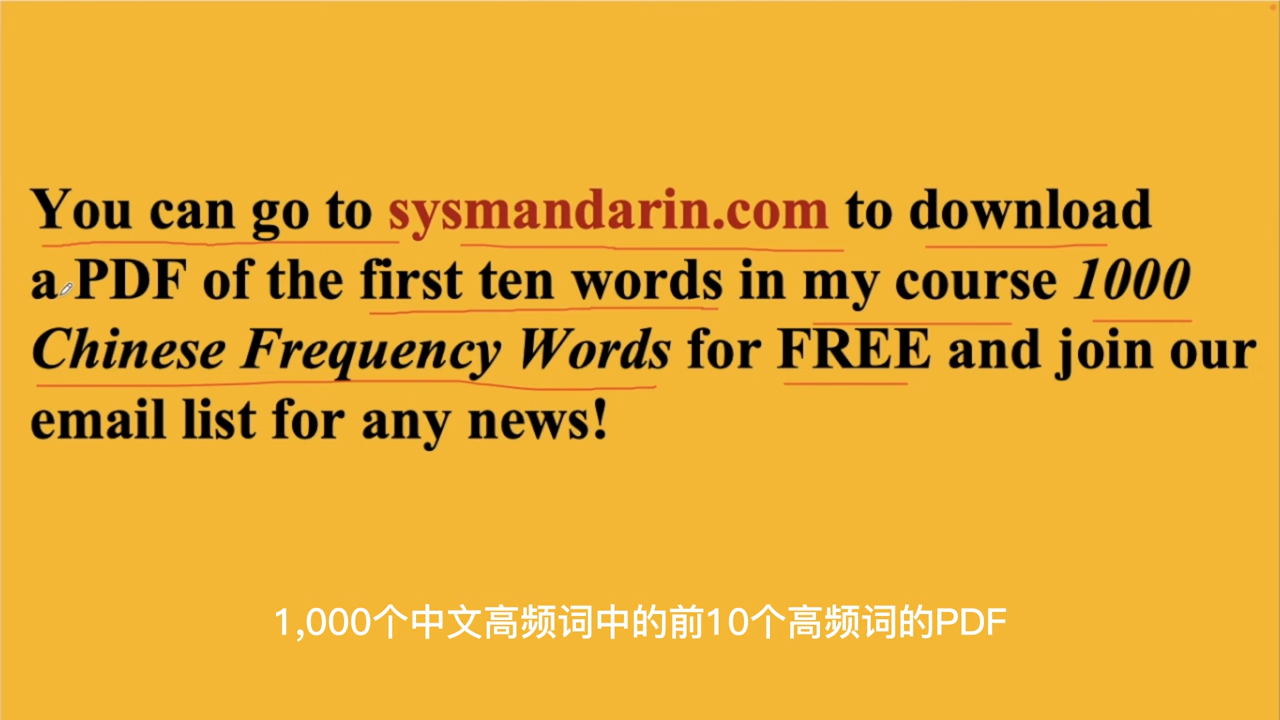 You can go to sysmandarin.com to download
a PDF of the first ten words in my course 1000
Chinese Frequency Words for FREE and join our
email list for any news!
1,000个中文高频词中的前10个高频词的PDF